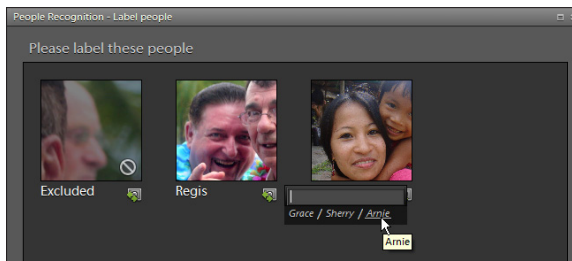 People Recognition - Label people
Please label these people
Excluded
Regis
Grace / Sherry / Arnie
Arnie